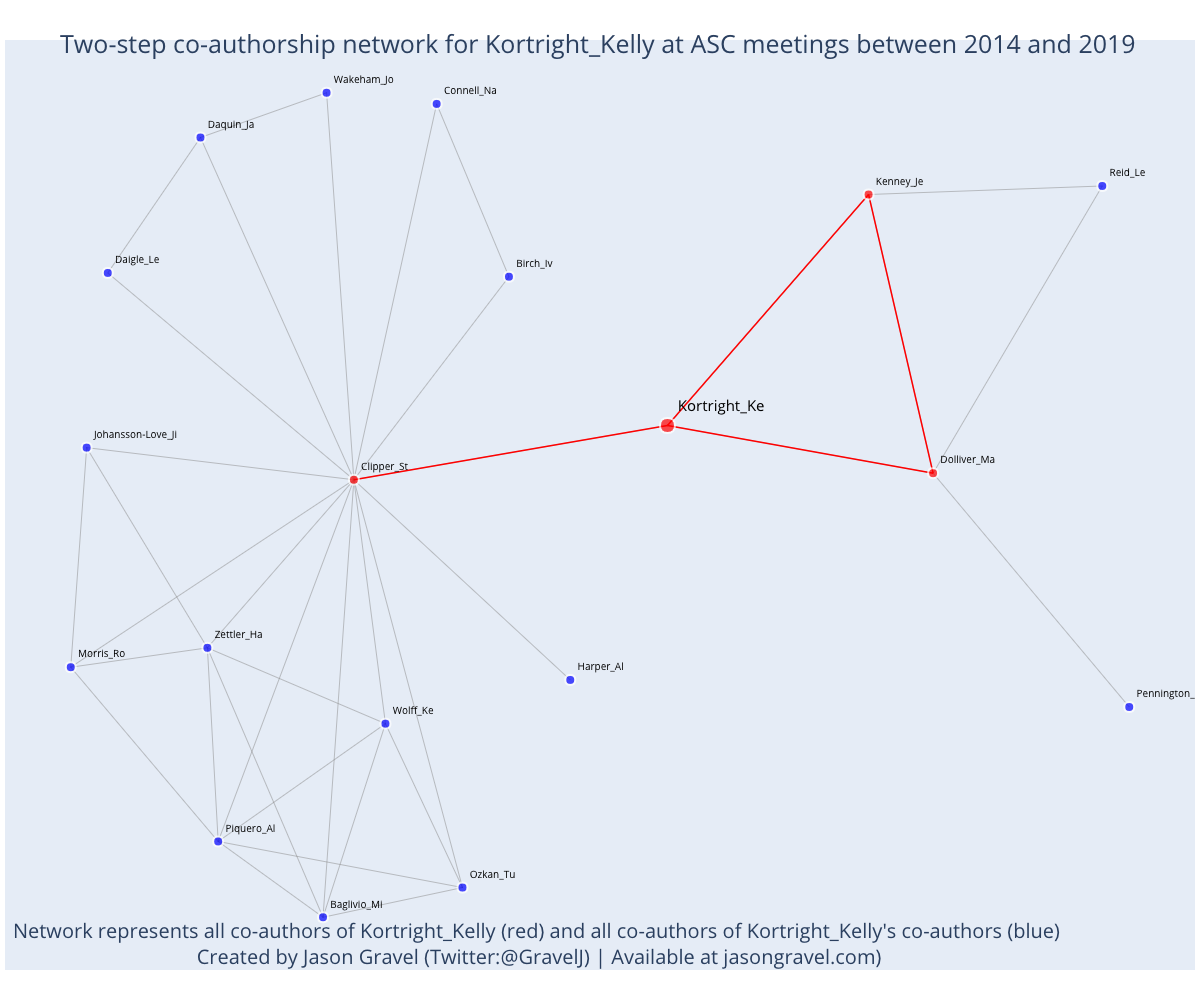 Two-step co-authorship network for Kortright_Kelly at ASC meetings between 2014 and 2019
Wakeham_Jo
Connell_Na
Daquin_Ja
Reid_Le
Kenney_Je
Daigle_Le
Birch_Iv
Kortright_Ke
Johansson-Love_Ji
Dolliver_Ma
Clipper_St
Zettler_Ha
Morris_Ro
Harper_Al
Pennington_
Wolff_Ke
Piquero_Al
Ozkan_Tu
Baglivio_Mi
Network represents all co-authors of Kortright_Kelly (red) and all co-authors of Kortright_Kelly's co-authors (blue)
Created by Jason Gravel (Twitter:@GravelJ) | Available at jasongravel.com)